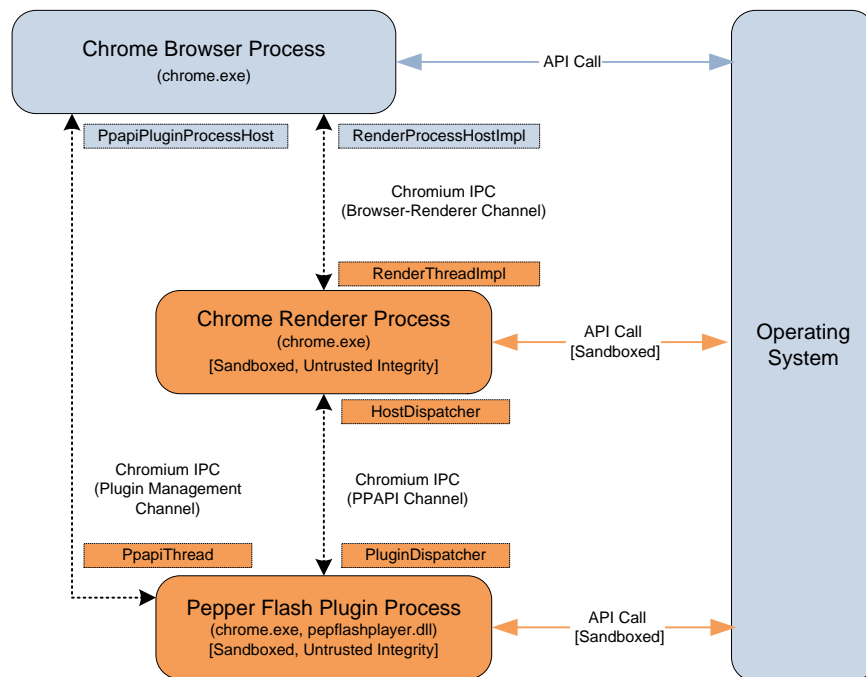 Chrome Browser Process
(chrome.exe)
API Call
PpapiPluginProcessHost
RenderProcessHostImpl
Chromium IPC
(Browser-Renderer Channel)
RenderThreadImpl
Chrome Renderer Process
(chrome.exe)
[Sandboxed, Untrusted Integrity]
API Call
[Sandboxed]
Operating
System
HostDispatcher
Chromium IPC
(Plugin Management
Channel)
Chromium IPC
(PPAPI Channel)
PpapiThread
PluginDispatcher
Pepper Flash Plugin Process
(chrome.exe, pepflashplayer.dll)
[Sandboxed, Untrusted Integrity]
API Call
[Sandboxed]